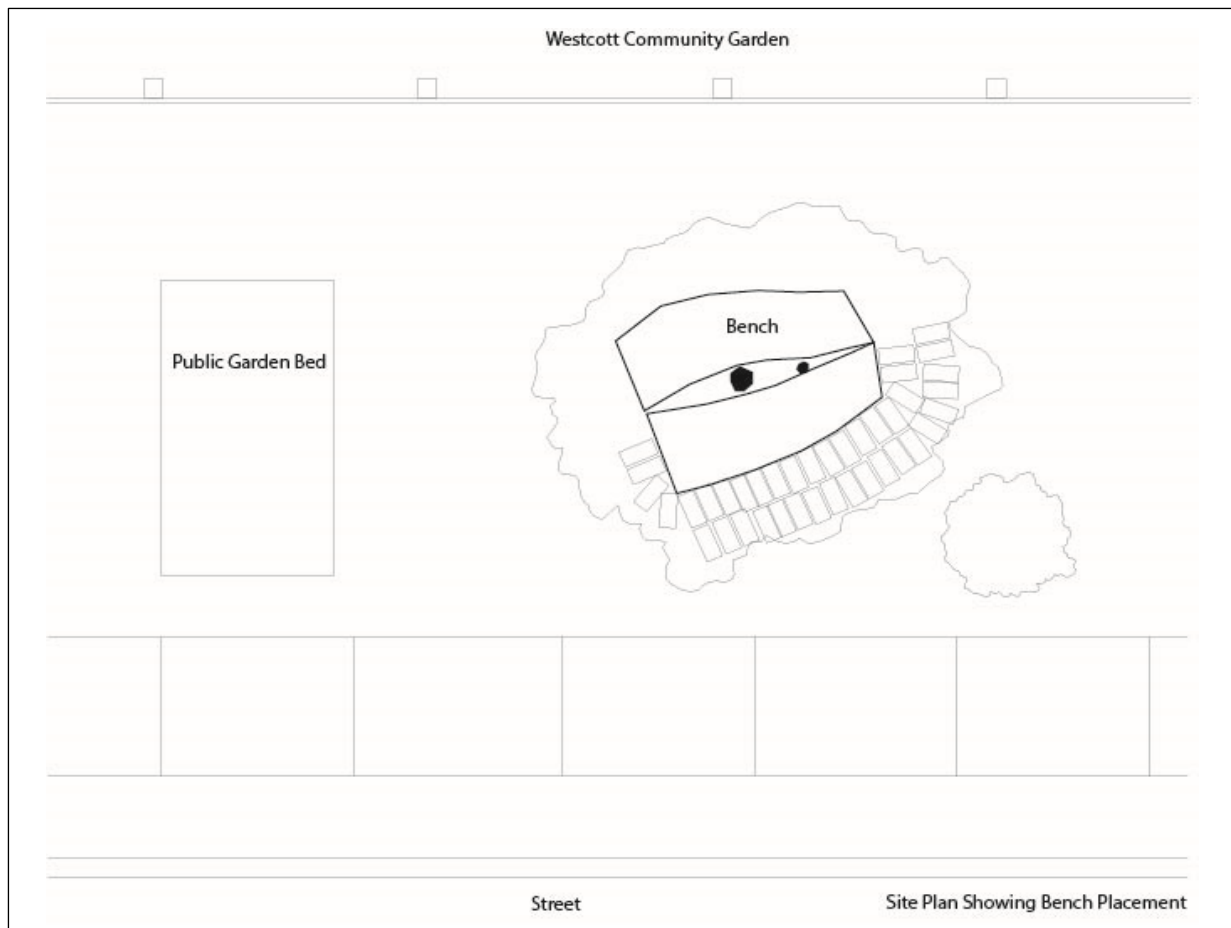 Westcott Community Garden
Bench
Public Garden Bed
Street
Site Plan Showing Bench Placement